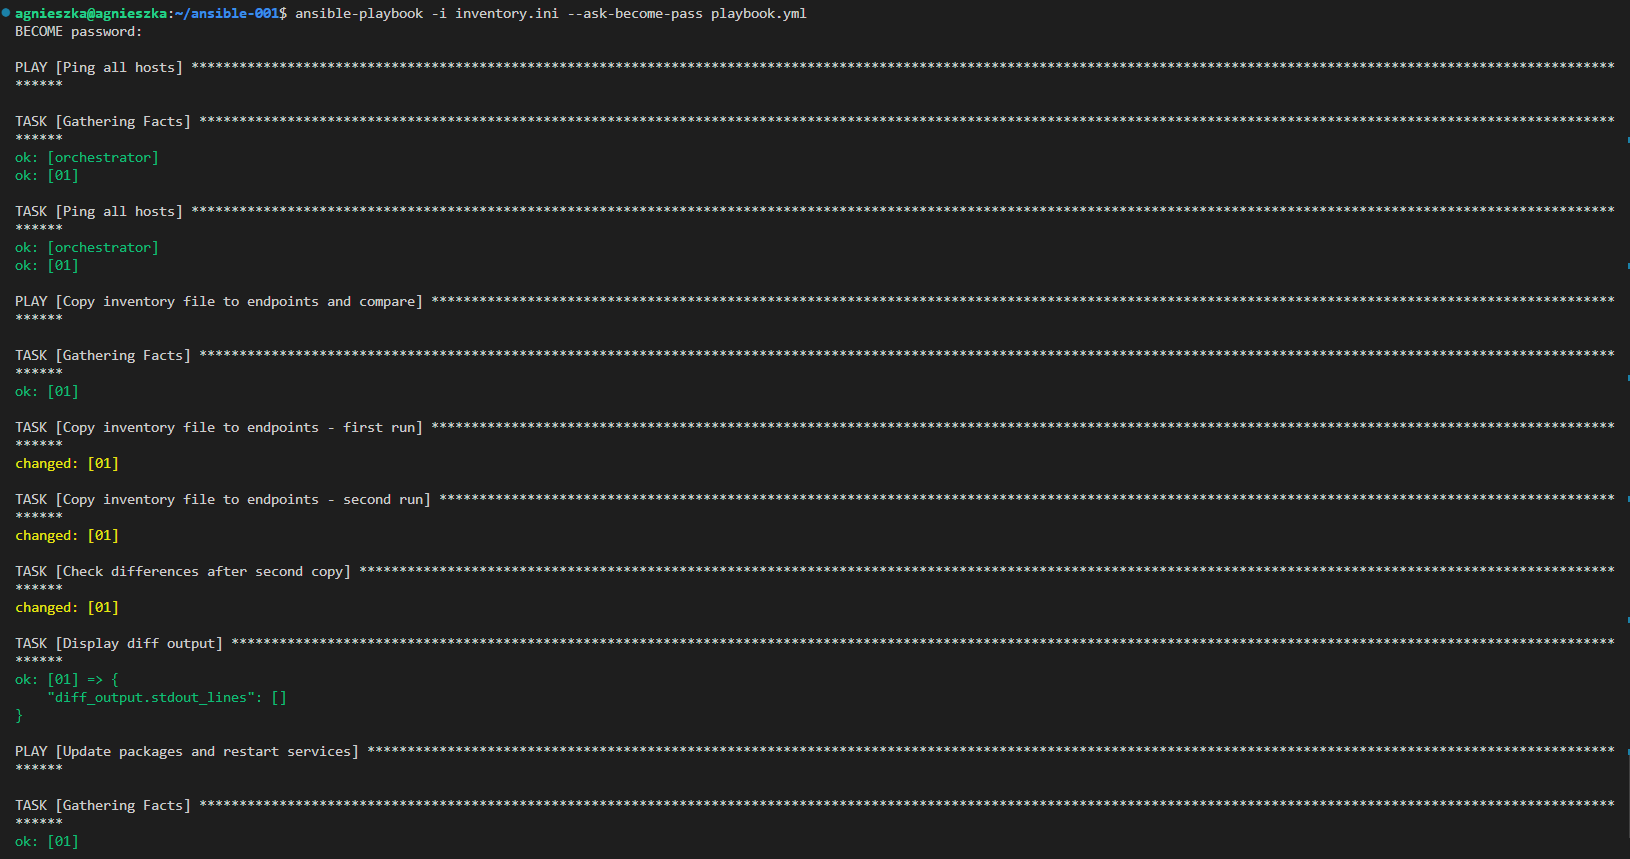 agnieszka@agnieszka:~/ansible-001$ ansible-playbook -i inventory.ini --ask-become-pass playbook.yml
BECOME password:
PLAY [Ping all hosts] **********************************************************************************************************************************************************************************
******
TASK [Gathering Facts] *********************************************************************************************************************************************************************************
******
ok: [orchestrator]
ok: [01]
TASK [Ping all hosts] **********************************************************************************************************************************************************************************
******
ok: [orchestrator]
ok: [01]
PLAY [Copy inventory file to endpoints and compare] ****************************************************************************************************************************************************
******
TASK [Gathering Facts] *********************************************************************************************************************************************************************************
******
ok: [01]
TASK [Copy inventory file to endpoints - first run] ****************************************************************************************************************************************************
******
changed: [01]
TASK [Copy inventory file to endpoints - second run] ***************************************************************************************************************************************************
******
changed: [01]
TASK [Check differences after second copy] *************************************************************************************************************************************************************
******
changed: [01]
TASK [Display diff output] *****************************************************************************************************************************************************************************
******
ok: [01] => {
    "diff_output.stdout_lines": []
}
PLAY [Update packages and restart services] ************************************************************************************************************************************************************
******
TASK [Gathering Facts] *********************************************************************************************************************************************************************************
******
ok: [01]